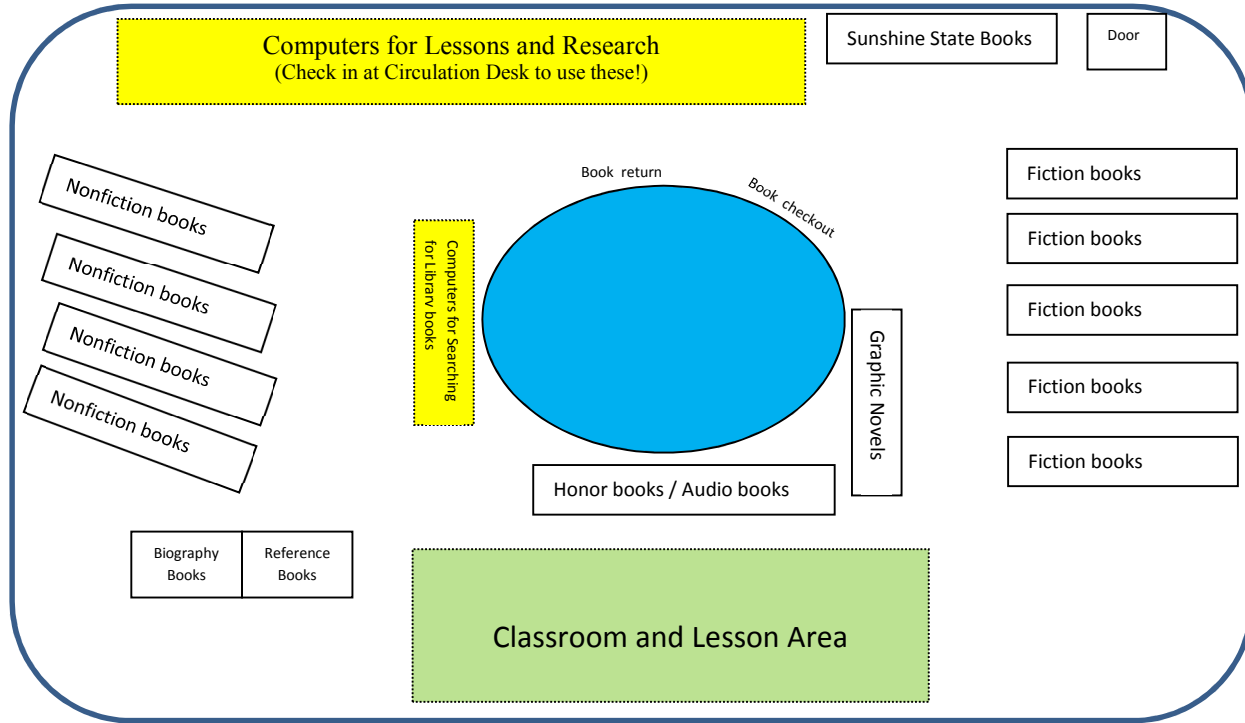 Computers for Lessons and Research
(Check in at Circulation Desk to use these!)
Sunshine State Books
Door
Nonfiction books
Nonfiction books
Nonfiction books
Nonfiction books
Book return
Book checkout
Computers for Searching
for Library books
Graphic Novels
Honor books / Audio books
Fiction books
Fiction books
Fiction books
Fiction books
Fiction books
Biography
Books
Reference
Books
Classroom and Lesson Area